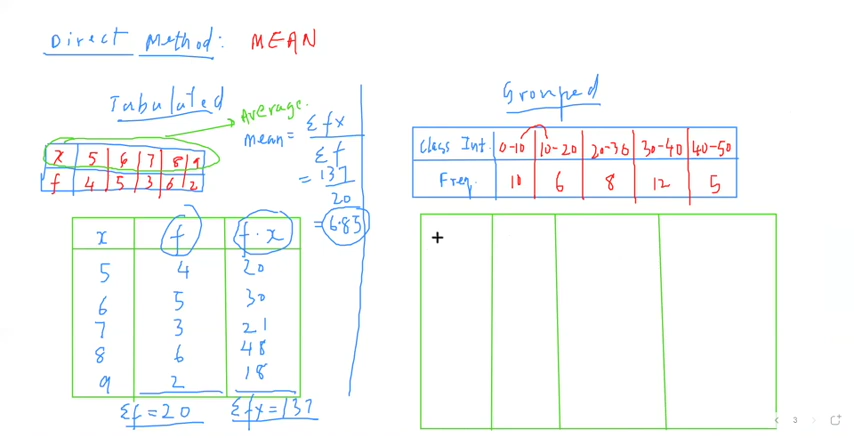 Direct Method: MEAN
Tabulated
Average.
mean = Σfx / Σf
= 137 / 20
= 6.85
x 5 6 7 8 9
f 4 5 3 6 2
x f f·x
5 4 20
6 5 30
7 3 21
8 6 48
9 2 18
Σf = 20 Σfx = 137
Grouped
Class Int. 0-10 10-20 20-30 30-40 40-50
Freq. 10 6 8 12 5
3